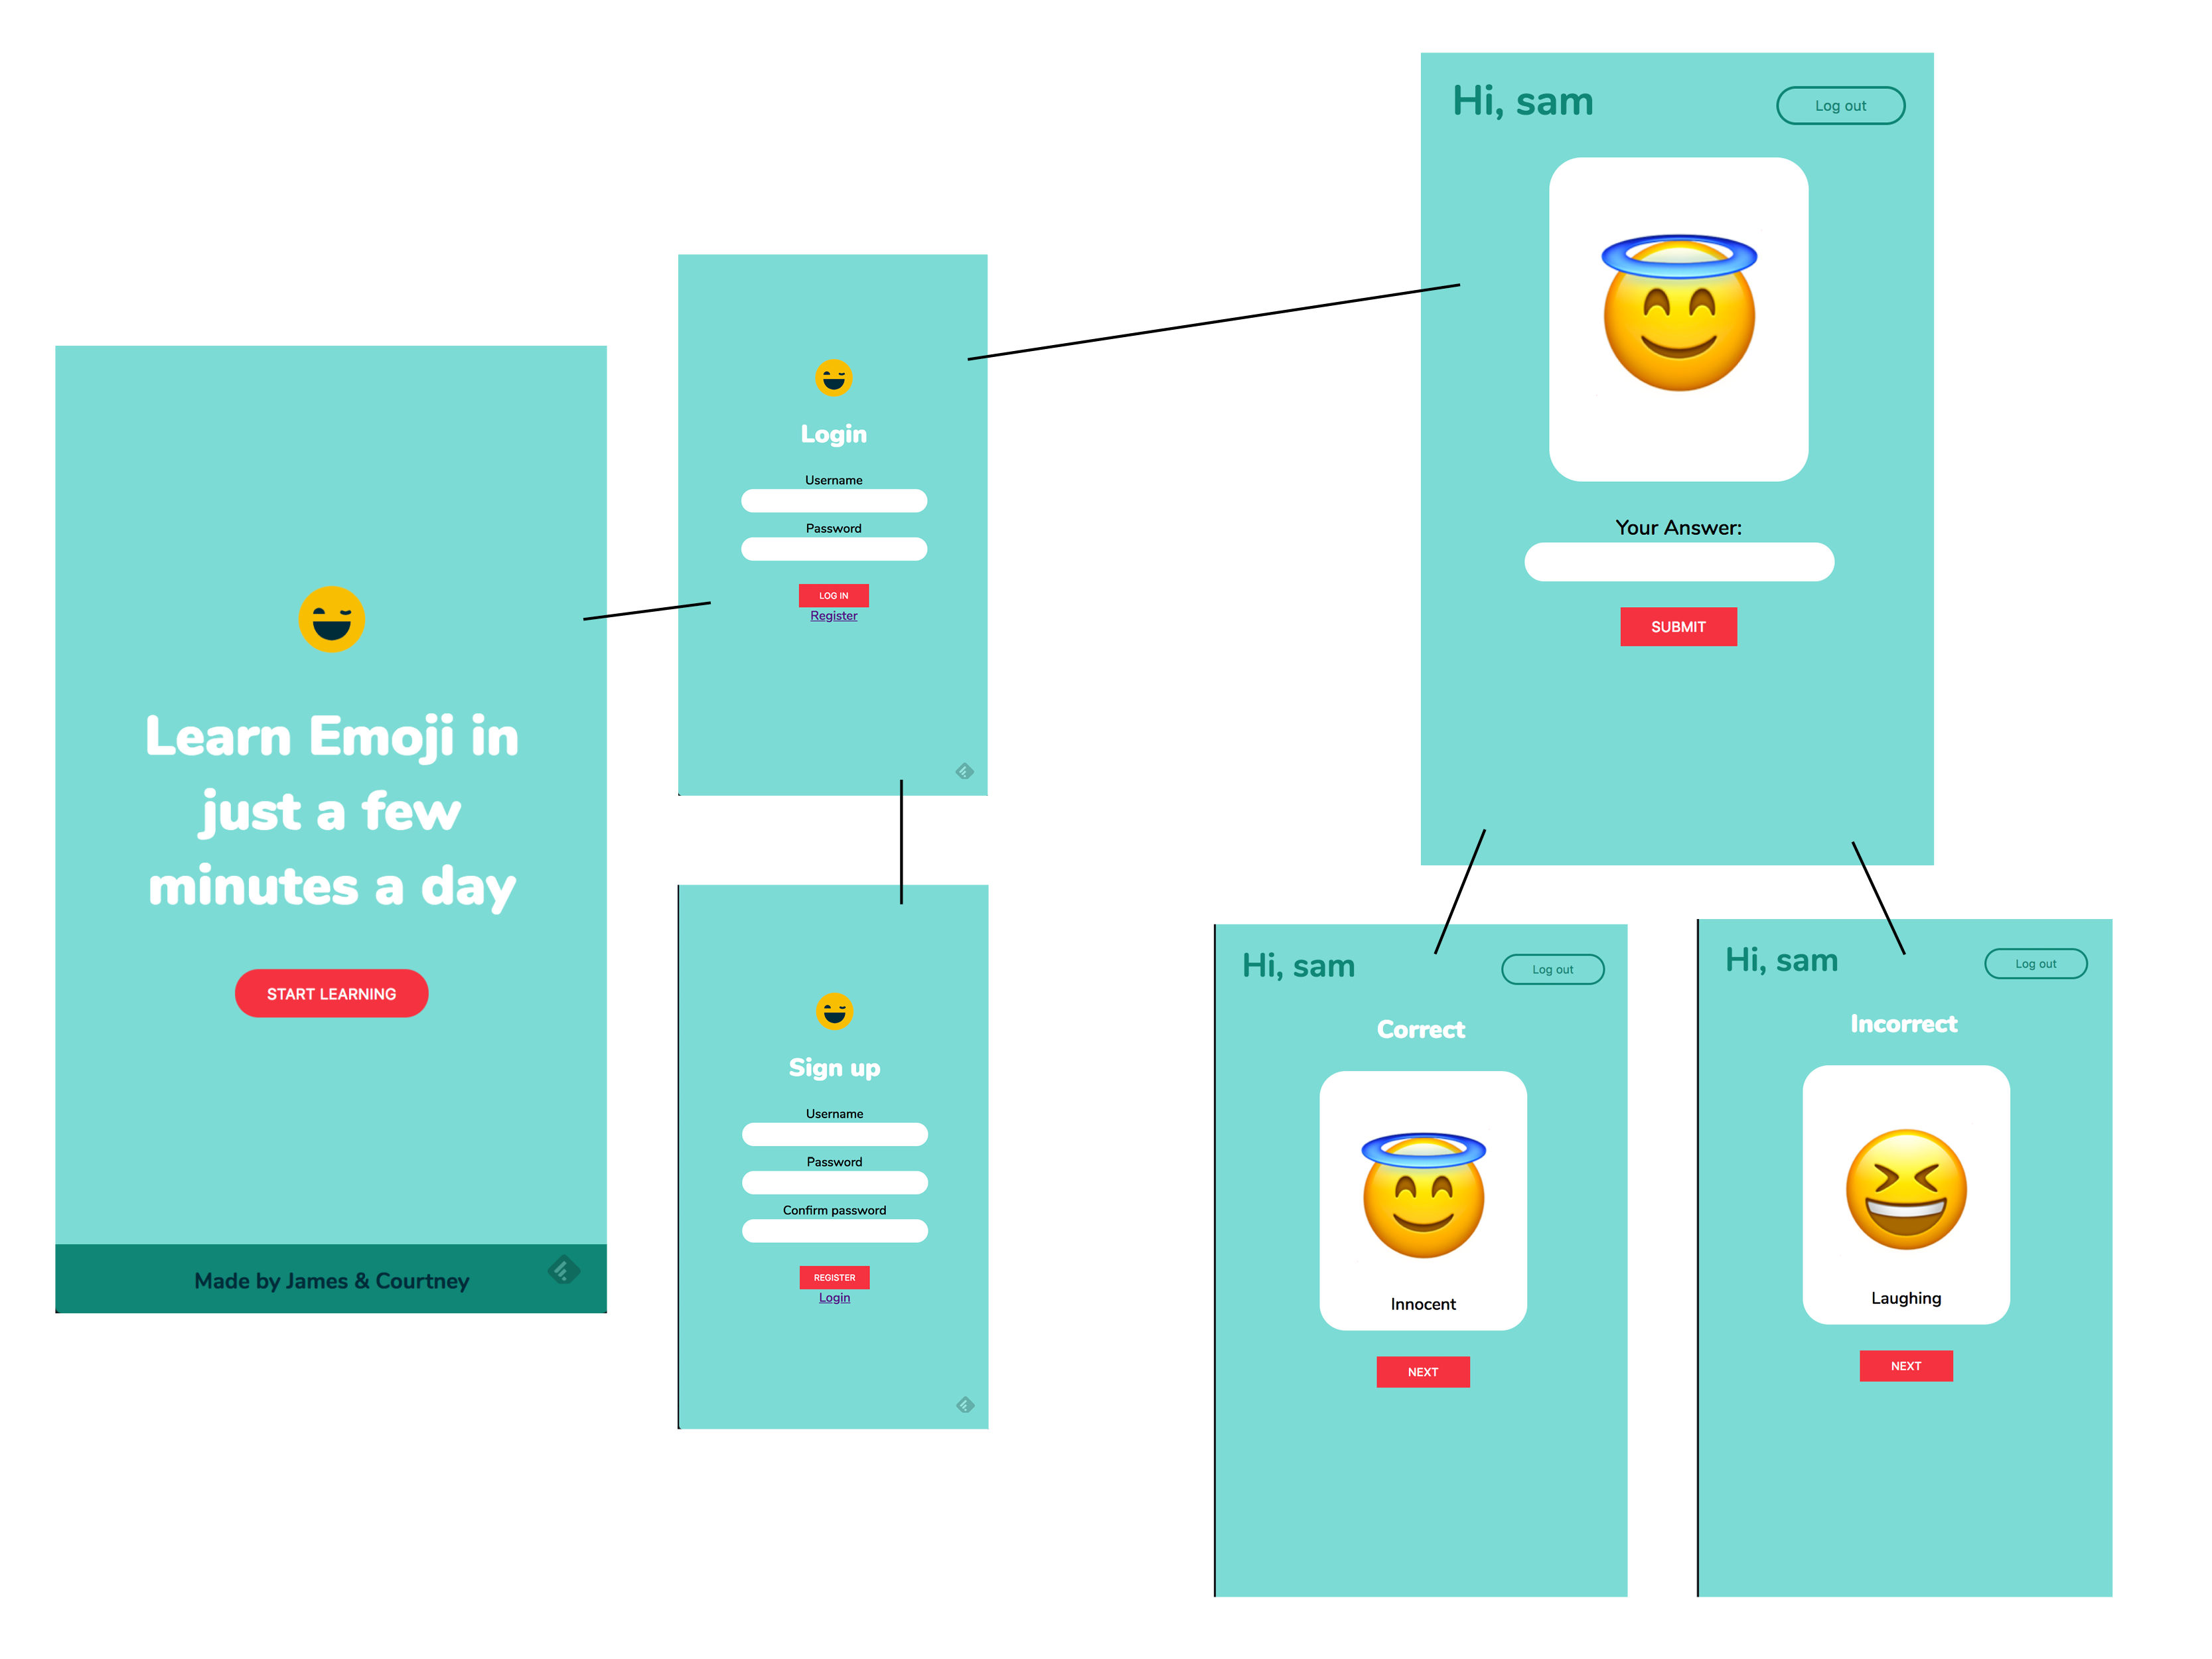 Learn Emoji in
just a few
minutes a day
START LEARNING
Made by James & Courtney
Login
Username
Password
LOG IN
Register
Sign up
Username
Password
Confirm password
REGISTER
Login
Hi, sam
Log out
Your Answer:
SUBMIT
Hi, sam
Log out
Correct
Innocent
NEXT
Hi, sam
Log out
Incorrect
Laughing
NEXT